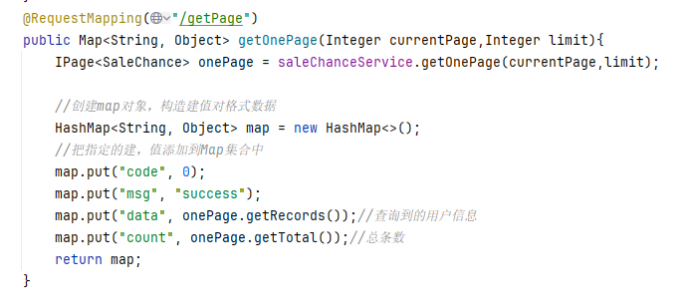 @RequestMapping("/getPage")
public Map<String, Object> getOnePage(Integer currentPage,Integer limit){
IPage<SaleChance> onePage = saleChanceService.getOnePage(currentPage,limit);
//创建map对象，构造建值对格式数据
HashMap<String, Object> map = new HashMap<>();
//把指定的建，值添加到Map集合中
map.put("code", 0);
map.put("msg", "success");
map.put("data", onePage.getRecords());//查询到的用户信息
map.put("count", onePage.getTotal());//总条数
return map;
}